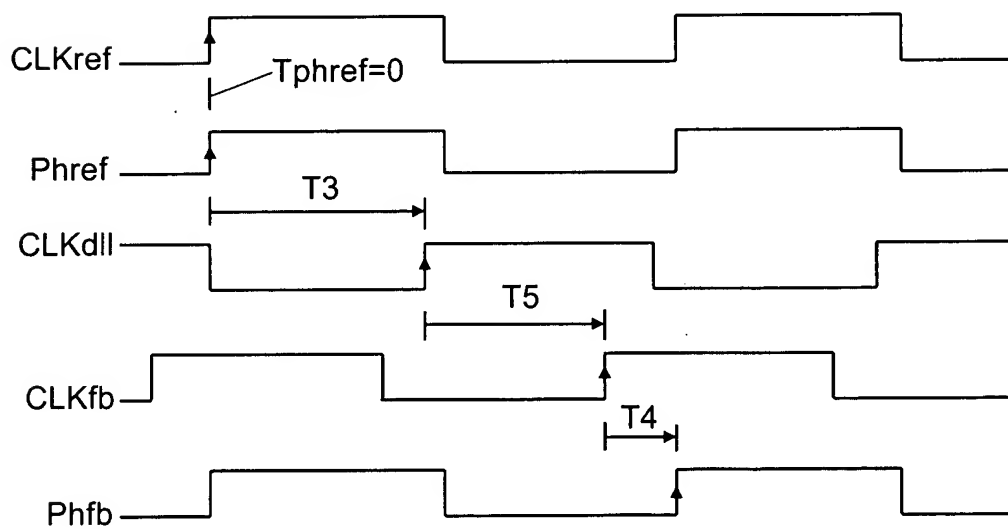 CLKref
Tphref=0
Phref
T3
CLKdll
T5
CLKfb
T4
Phfb